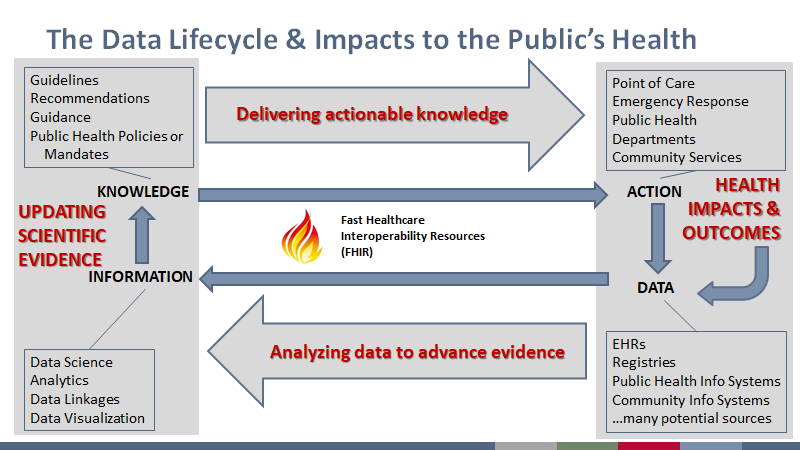 The Data Lifecycle & Impacts to the Public's Health
Guidelines
Recommendations
Guidance
Public Health Policies or
Mandates
Delivering actionable knowledge
Point of Care
Emergency Response
Public Health
Departments
Community Services
KNOWLEDGE
ACTION
HEALTH
IMPACTS &
OUTCOMES
UPDATING
SCIENTIFIC
EVIDENCE
Fast Healthcare
Interoperability Resources
(FHIR)
INFORMATION
DATA
Analyzing data to advance evidence
Data Science
Analytics
Data Linkages
Data Visualization
EHRs
Registries
Public Health Info Systems
Community Info Systems
...many potential sources